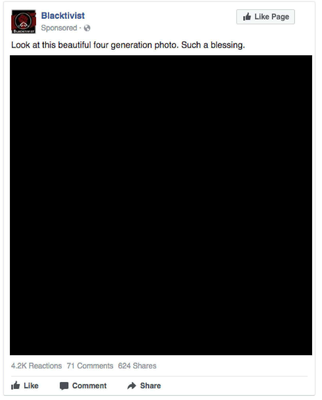 Blacktivist
Like Page
Sponsored ·
BLACKTIVIST
Look at this beautiful four generation photo. Such a blessing.
4.2K Reactions 71 Comments 624 Shares
Like Comment Share